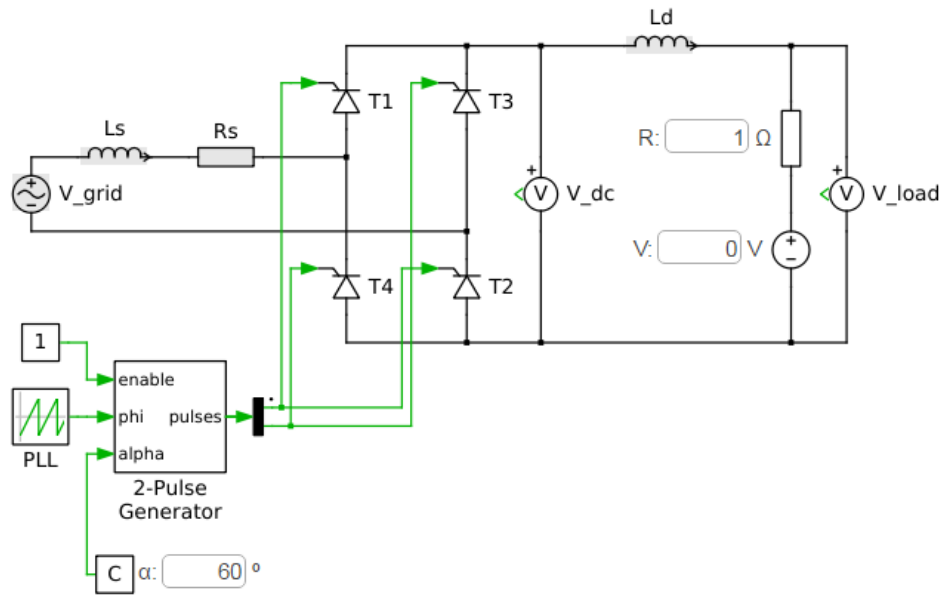 Ld
T1
T3
Ls
Rs
R: 1 Ω
+
V_grid
+
V
V_dc
+
V
V_load
V: 0 V
+
T4
T2
1
enable
phi
pulses
alpha
PLL
2-Pulse
Generator
C
α: 60 º